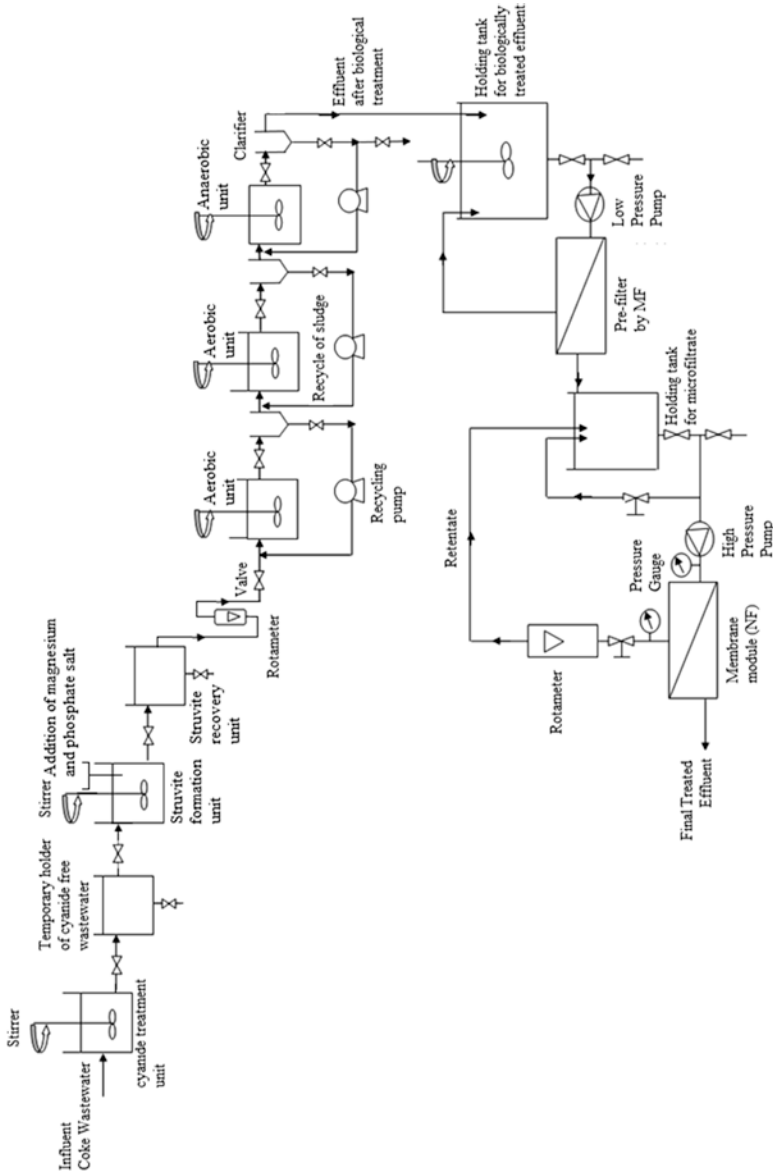 Influent
Coke Wastewater
Stirrer
cyanide treatment
unit
Temporary holder
of cyanide free
wastewater
Stirrer
Addition of magnesium
and phosphate salt
Struvite
formation
unit
Struvite
recovery
unit
Rotameter
Valve
Aerobic
unit
Recycling
pump
Aerobic
unit
Recycle of sludge
Anaerobic
unit
Clarifier
Effluent
after biological
treatment
Holding tank
for biologically
treated effluent
Low
Pressure
Pump
Pre-filter
by MF
Holding tank
for microfiltrate
Retentate
High
Pressure
Pump
Pressure
Gauge
Rotameter
Membrane
module (NF)
Final Treated
Effluent